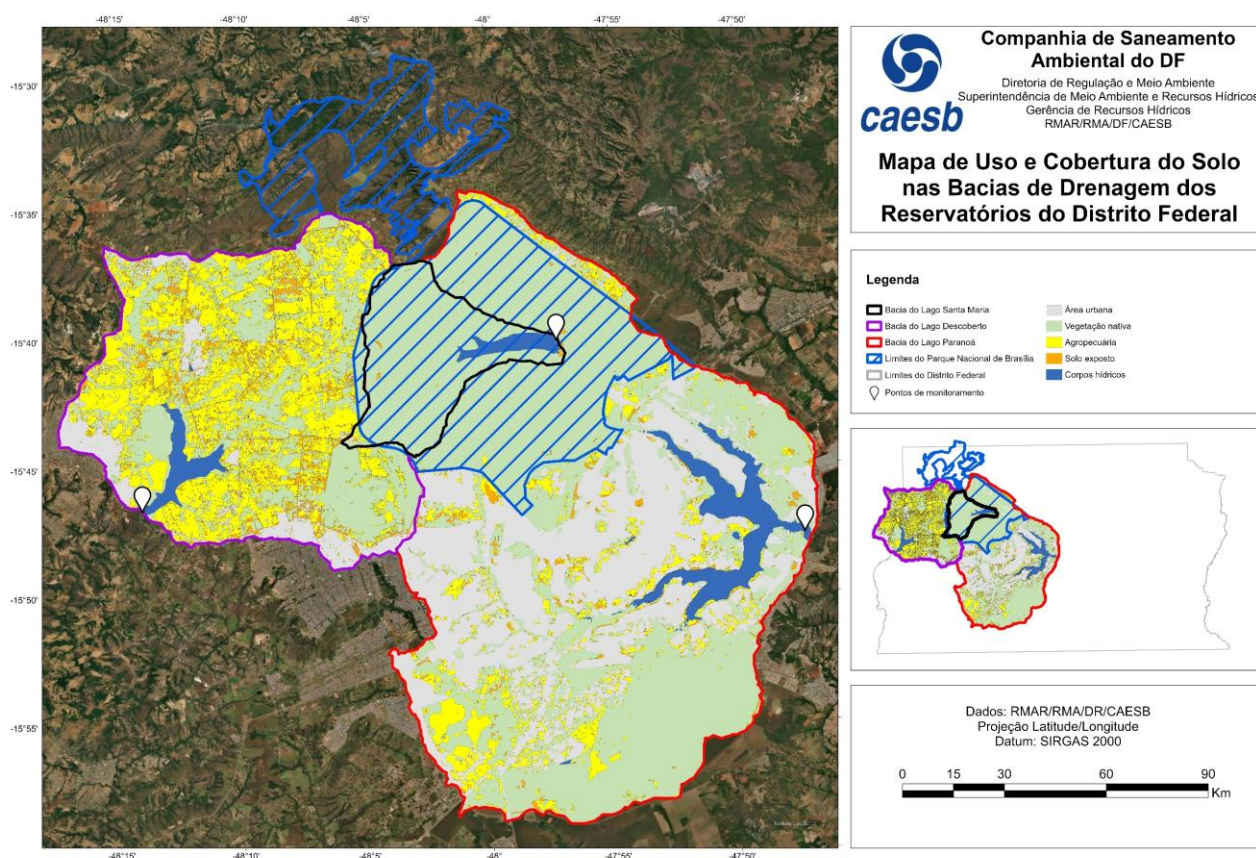 -48°15' -48°10' -48°5' -48° -47°55' -47°50'
-15°30'
-15°35'
-15°40'
-15°45'
-15°50'
-15°55'
-48°15' -48°10' -48°5' -48° -47°55' -47°50'
caesb
Companhia de Saneamento
Ambiental do DF
Diretoria de Regulação e Meio Ambiente
Superintendência de Meio Ambiente e Recursos Hídricos
Gerência de Recursos Hídricos
RMAR/RMA/DF/CAESB
Mapa de Uso e Cobertura do Solo
nas Bacias de Drenagem dos
Reservatórios do Distrito Federal
Legenda
Bacia do Lago Santa Maria
Bacia do Lago Descoberto
Bacia do Lago Paranoá
Limites do Parque Nacional de Brasília
Limites do Distrito Federal
Pontos de monitoramento
Área urbana
Vegetação nativa
Agropecuária
Solo exposto
Corpos hídricos
Dados: RMAR/RMA/DR/CAESB
Projeção Latitude/Longitude
Datum: SIRGAS 2000
0 15 30 60 90
Km